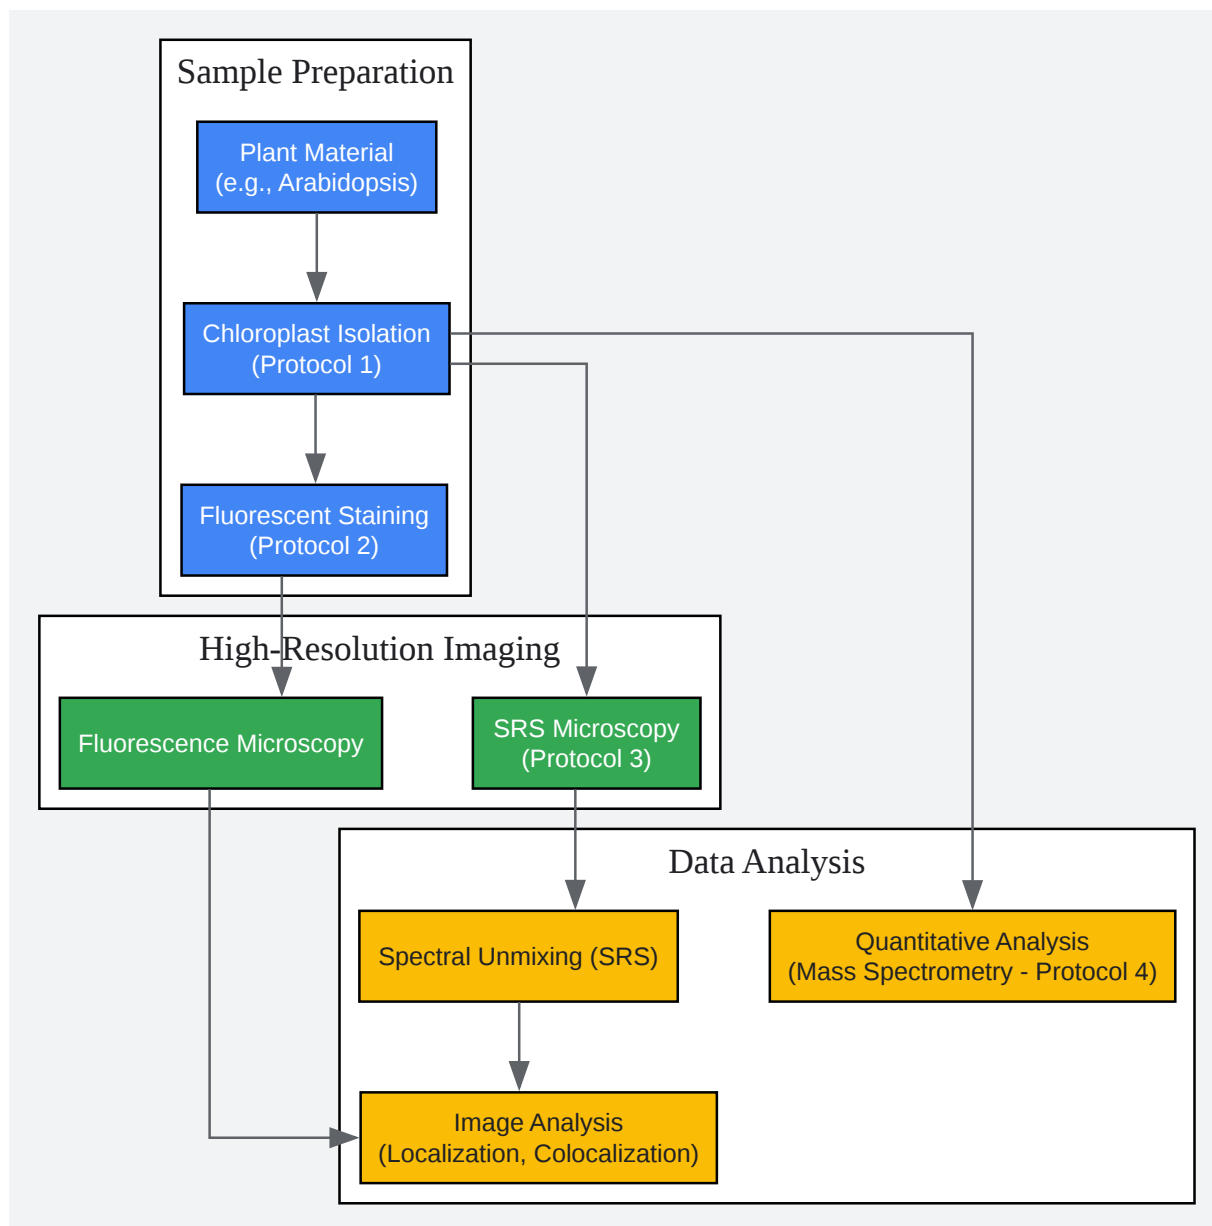 Sample Preparation
Plant Material
(e.g., Arabidopsis)
Chloroplast Isolation
(Protocol 1)
Fluorescent Staining
(Protocol 2)
High-Resolution Imaging
Fluorescence Microscopy
SRS Microscopy
(Protocol 3)
Data Analysis
Spectral Unmixing (SRS)
Quantitative Analysis
(Mass Spectrometry - Protocol 4)
Image Analysis
(Localization, Colocalization)